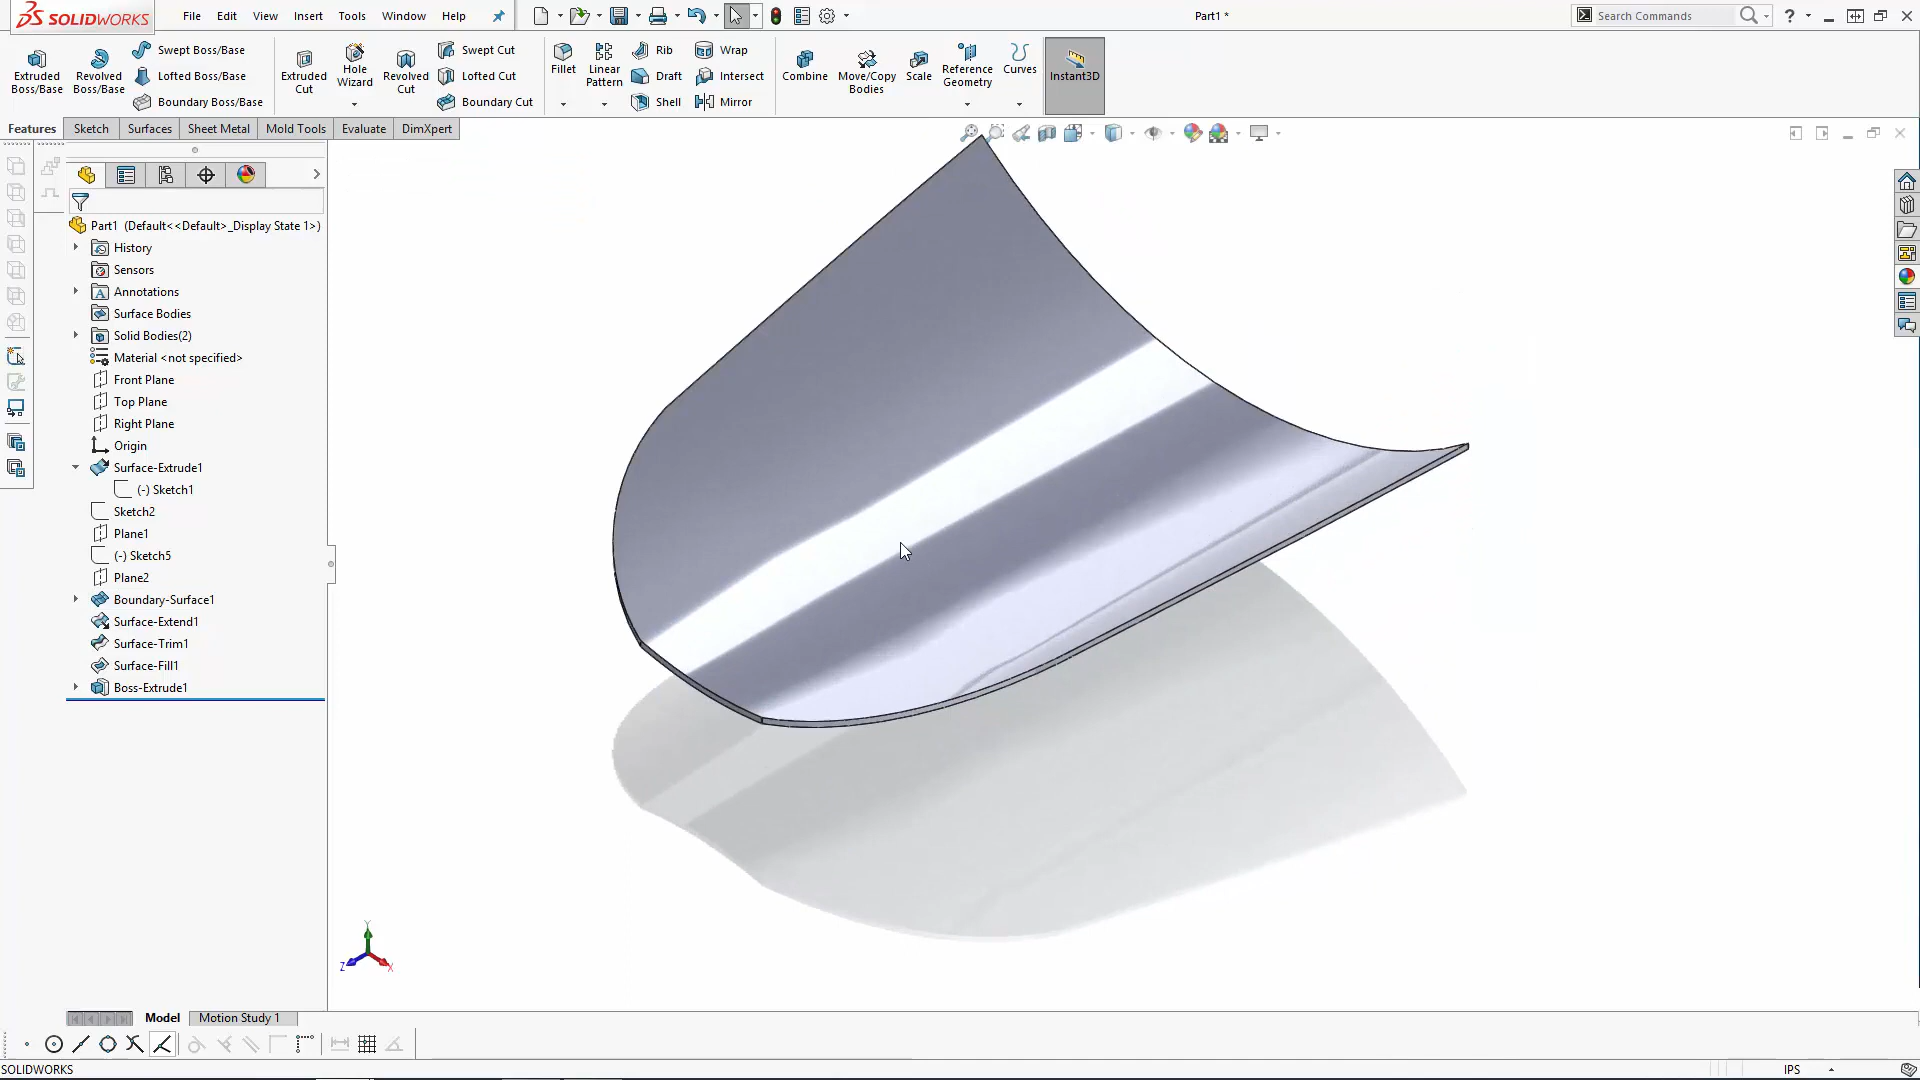 SOLIDWORKS
File Edit View Insert Tools Window Help
Part1 *
Search Commands
Extruded Boss/Base
Revolved Boss/Base
Swept Boss/Base
Lofted Boss/Base
Boundary Boss/Base
Extruded Cut
Hole Wizard
Revolved Cut
Swept Cut
Lofted Cut
Boundary Cut
Fillet
Linear Pattern
Rib
Draft
Shell
Wrap
Intersect
Mirror
Combine
Move/Copy Bodies
Scale
Reference Geometry
Curves
Instant3D
Features Sketch Surfaces Sheet Metal Mold Tools Evaluate DimXpert
Part1 (Default<<Default>_Display State 1>)
History
Sensors
Annotations
Surface Bodies
Solid Bodies(2)
Material <not specified>
Front Plane
Top Plane
Right Plane
Origin
Surface-Extrude1
(-) Sketch1
Sketch2
Plane1
(-) Sketch5
Plane2
Boundary-Surface1
Surface-Extend1
Surface-Trim1
Surface-Fill1
Boss-Extrude1
Y
Z
X
Model Motion Study 1
SOLIDWORKS
IPS